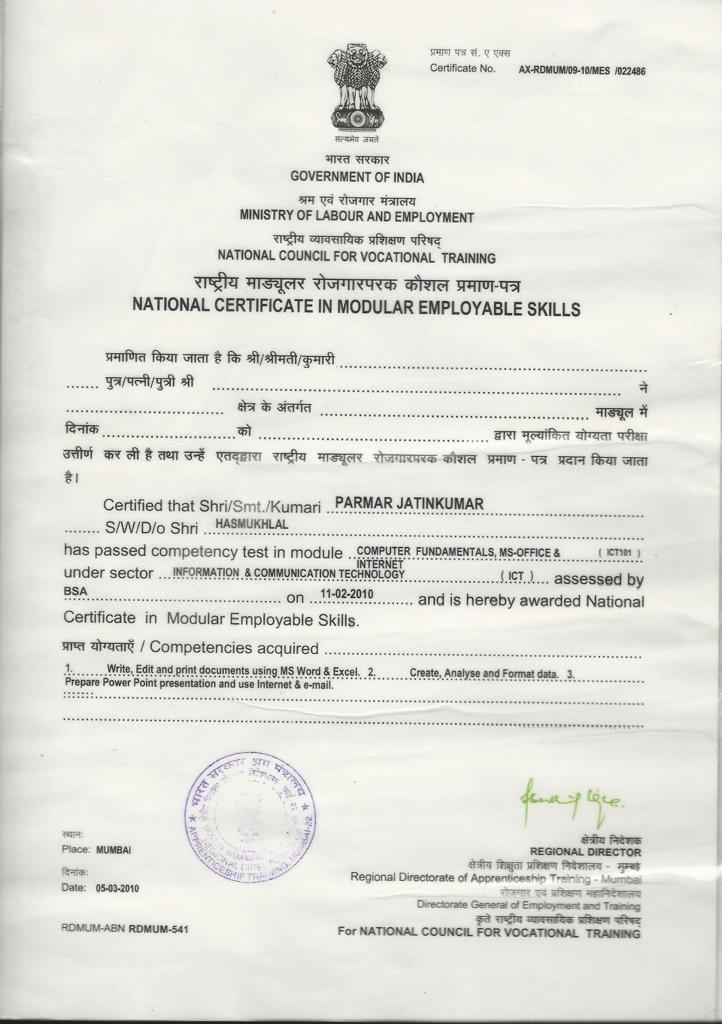 प्रमाण पत्र सं. ए एक्स
Certificate No. AX-RDMUM/09-10/MES /022486
सत्यमेव जयते
भारत सरकार
GOVERNMENT OF INDIA
श्रम एवं रोजगार मंत्रालय
MINISTRY OF LABOUR AND EMPLOYMENT
राष्ट्रीय व्यावसायिक प्रशिक्षण परिषद्
NATIONAL COUNCIL FOR VOCATIONAL TRAINING
राष्ट्रीय माड्यूलर रोजगारपरक कौशल प्रमाण-पत्र
NATIONAL CERTIFICATE IN MODULAR EMPLOYABLE SKILLS
प्रमाणित किया जाता है कि श्री/श्रीमती/कुमारी
पुत्र/पत्नी/पुत्री श्री ने
क्षेत्र के अंतर्गत माड्यूल में
दिनांक को द्वारा मूल्यांकित योग्यता परीक्षा
उत्तीर्ण कर ली है तथा उन्हें एतद्द्वारा राष्ट्रीय माड्यूलर रोजगारपरक कौशल प्रमाण - पत्र प्रदान किया जाता
है।
Certified that Shri/Smt./Kumari PARMAR JATINKUMAR
S/W/D/o Shri HASMUKHLAL
has passed competency test in module COMPUTER FUNDAMENTALS, MS-OFFICE & ( ICT101 )
INTERNET
under sector INFORMATION & COMMUNICATION TECHNOLOGY ( ICT ) assessed by
BSA on 11-02-2010 and is hereby awarded National
Certificate in Modular Employable Skills.
प्राप्त योग्यताएँ / Competencies acquired
1. Write, Edit and print documents using MS Word & Excel. 2. Create, Analyse and Format data. 3.
Prepare Power Point presentation and use Internet & e-mail.
भारत सरकार श्रम मंत्रालय
APPRENTICESHIP TRAINING, MUMBAI-22
स्थान:
Place: MUMBAI
दिनांक:
Date: 05-03-2010
RDMUM-ABN RDMUM-541
क्षेत्रीय निदेशक
REGIONAL DIRECTOR
क्षेत्रीय शिक्षुता प्रशिक्षण निदेशालय - मुम्बई
Regional Directorate of Apprenticeship Training - Mumbai
रोजगार एवं प्रशिक्षण महानिदेशालय
Directorate General of Employment and Training
कृते राष्ट्रीय व्यावसायिक प्रशिक्षण परिषद्
For NATIONAL COUNCIL FOR VOCATIONAL TRAINING